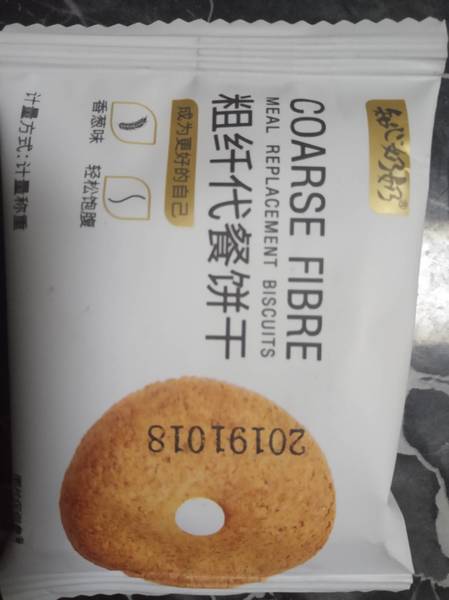 COARSE FIBRE
MEAL REPLACEMENT BISCUITS
粗纤代餐饼干
成为更好的自己
香葱味
轻松饱腹
计量方式:计量称重
20191018